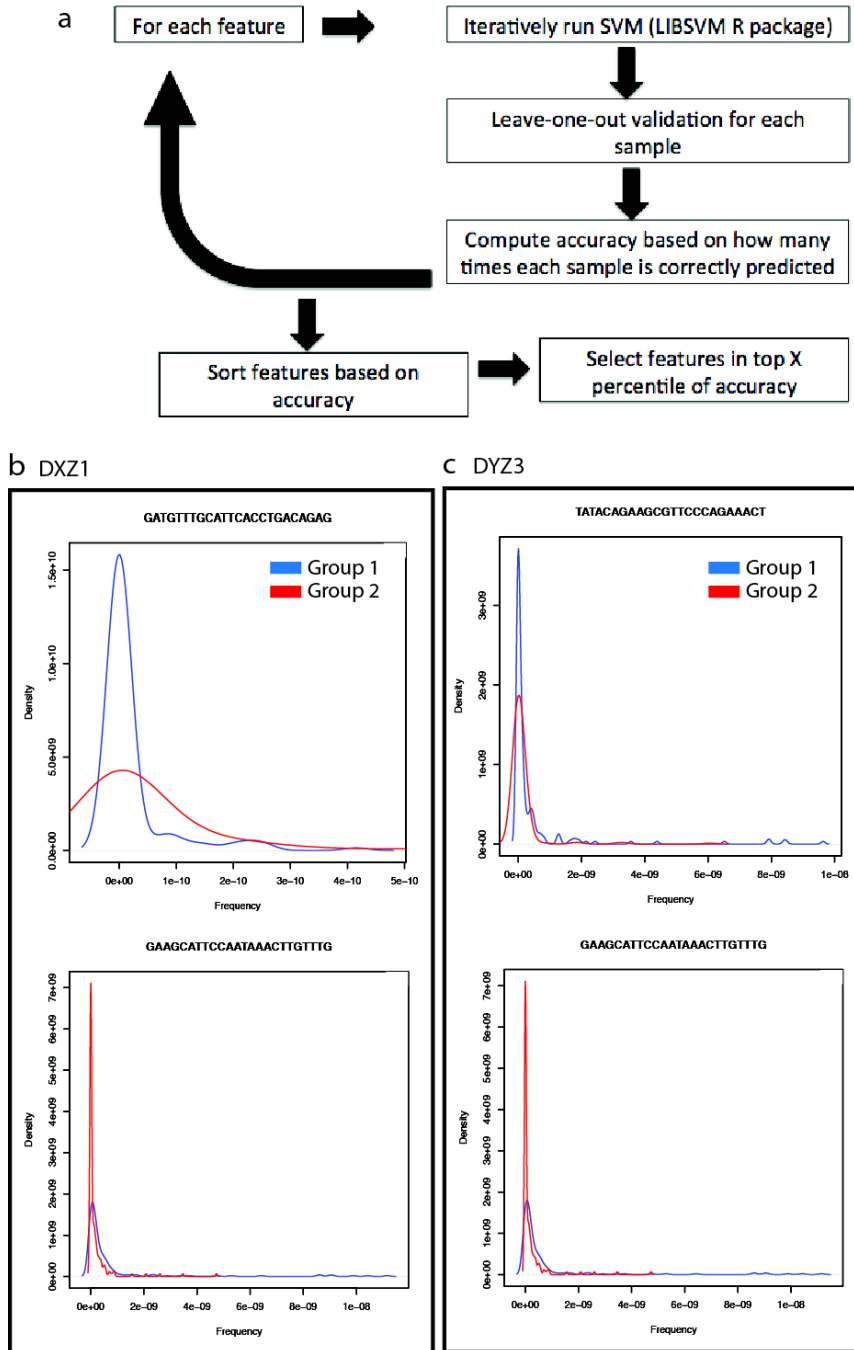 a
For each feature
Iteratively run SVM (LIBSVM R package)
Leave-one-out validation for each
sample
Compute accuracy based on how many
times each sample is correctly predicted
Sort features based on
accuracy
Select features in top X
percentile of accuracy
b DXZ1
GATGTTTGCATTCACCTGACAGAG
Group 1
Group 2
1.5e+10
1.0e+10
5.0e+09
0.0e+00
Density
0e+00 1e-10 2e-10 3e-10 4e-10 5e-10
Frequency
GAAGCATTCCAATAAACTTGTTTG
7e+09
6e+09
5e+09
4e+09
3e+09
2e+09
1e+09
0e+00
Density
0e+00 2e-09 4e-09 6e-09 8e-09 1e-08
Frequency
c DYZ3
TATACAGAAGCGTTCCCAGAAACT
Group 1
Group 2
3e+09
2e+09
1e+09
0e+00
Density
0e+00 2e-09 4e-09 6e-09 8e-09 1e-08
Frequency
GAAGCATTCCAATAAACTTGTTTG
7e+09
6e+09
5e+09
4e+09
3e+09
2e+09
1e+09
0e+00
Density
0e+00 2e-09 4e-09 6e-09 8e-09 1e-08
Frequency